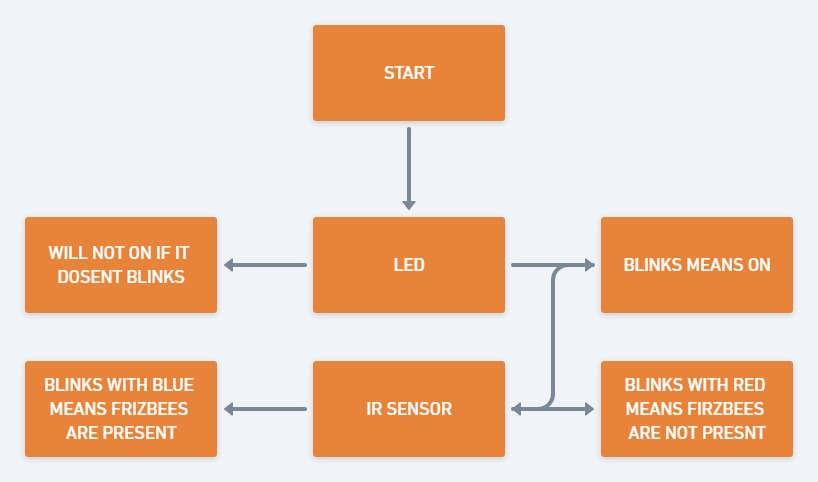 START
WILL NOT ON IF IT
DOSENT BLINKS
LED
BLINKS MEANS ON
BLINKS WITH BLUE
MEANS FRIZBEES
ARE PRESENT
IR SENSOR
BLINKS WITH RED
MEANS FIRZBEES
ARE NOT PRESNT